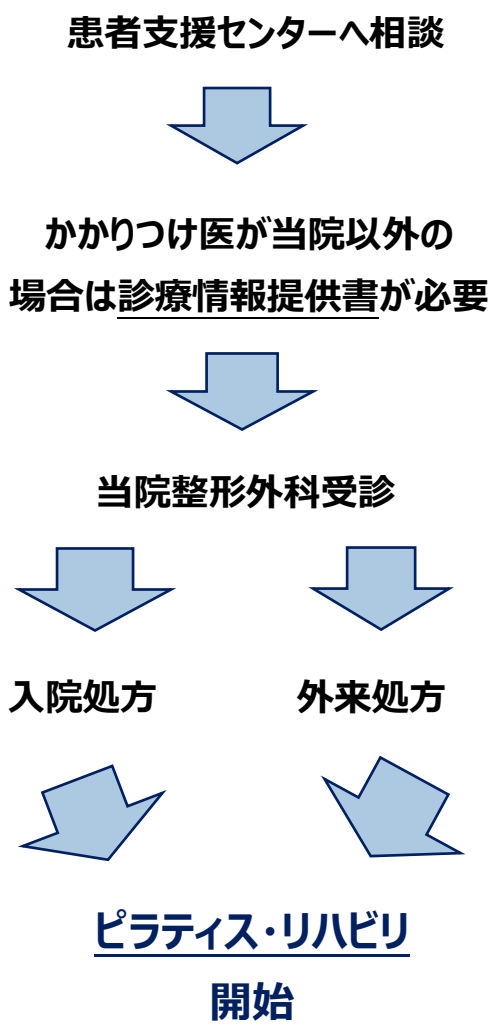 患者支援センターへ相談
かかりつけ医が当院以外の
場合は診療情報提供書が必要
当院整形外科受診
入院処方
外来処方
ピラティス・リハビリ
開始